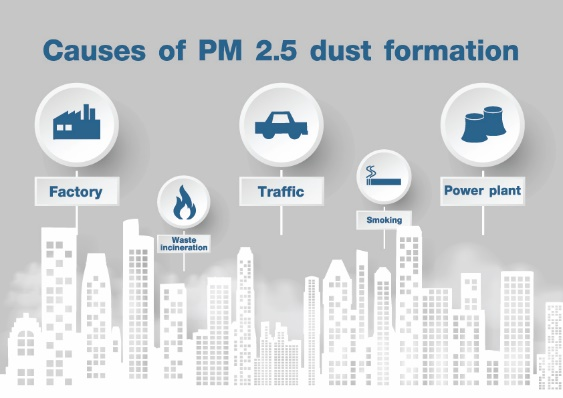 Causes of PM 2.5 dust formation
Factory
Waste
incineration
Traffic
Smoking
Power plant